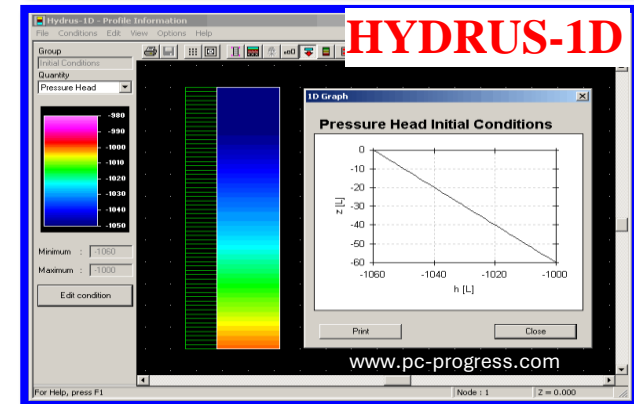 Hydrus-1D - Profile Information
HYDRUS-1D
File Conditions Edit View Options Help
Group
Initial Conditions
Quantity
Pressure Head
-980
-990
-1000
-1010
-1020
-1030
-1040
-1050
Minimum : -1060
Maximum : -1000
Edit condition
1D Graph
Pressure Head Initial Conditions
0
-10
-20
-30
-40
-50
-60
z [L]
-1060 -1040 -1020 -1000
h [L]
Print Close
www.pc-progress.com
For Help, press F1 Node : 1 Z = 0.000